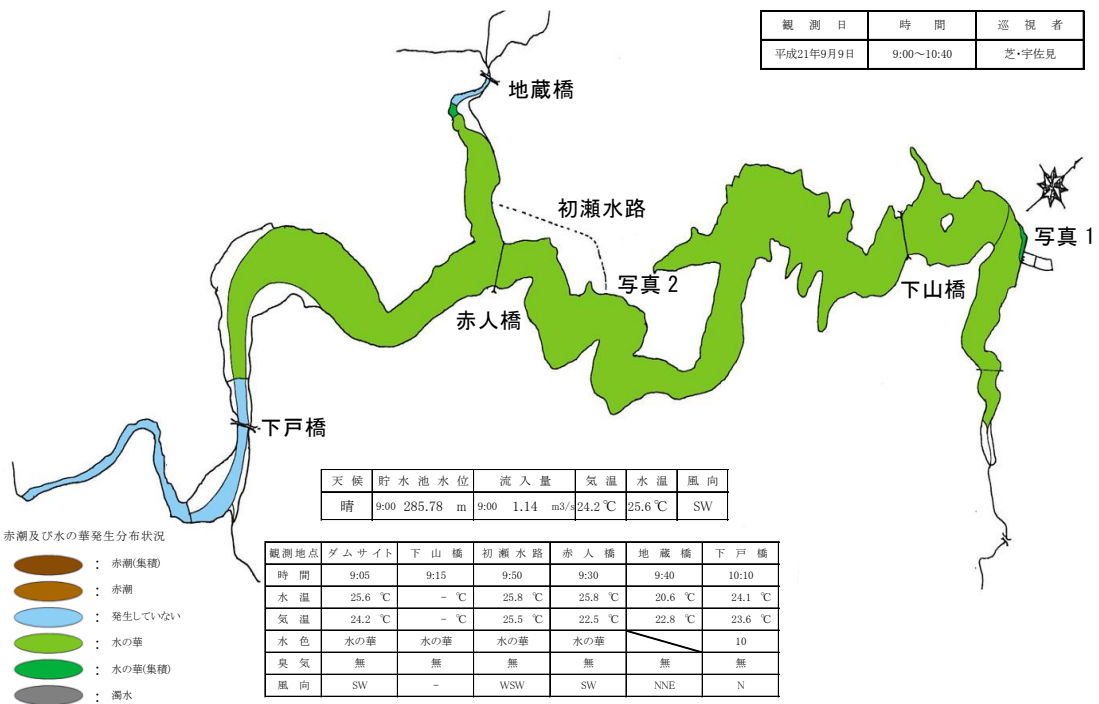 観測日 時間 巡視者
平成21年9月9日 9:00～10:40 芝・宇佐見
地蔵橋
初瀬水路
写真1
写真2
下山橋
赤人橋
下戸橋
天候 貯水池水位 流入量 気温 水温 風向
晴 9:00 285.78 m 9:00 1.14 m3/s 24.2℃ 25.6℃ SW
赤潮及び水の華発生分布状況
： 赤潮(集積)
： 赤潮
： 発生していない
： 水の華
： 水の華(集積)
： 濁水
観測地点 ダムサイト 下山橋 初瀬水路 赤人橋 地蔵橋 下戸橋
時間 9:05 9:15 9:50 9:30 9:40 10:10
水温 25.6 ℃ － ℃ 25.8 ℃ 25.8 ℃ 20.6 ℃ 24.1 ℃
気温 24.2 ℃ － ℃ 25.5 ℃ 22.5 ℃ 22.8 ℃ 23.6 ℃
水色 水の華 水の華 水の華 水の華 10
臭気 無 無 無 無 無 無
風向 SW － WSW SW NNE N